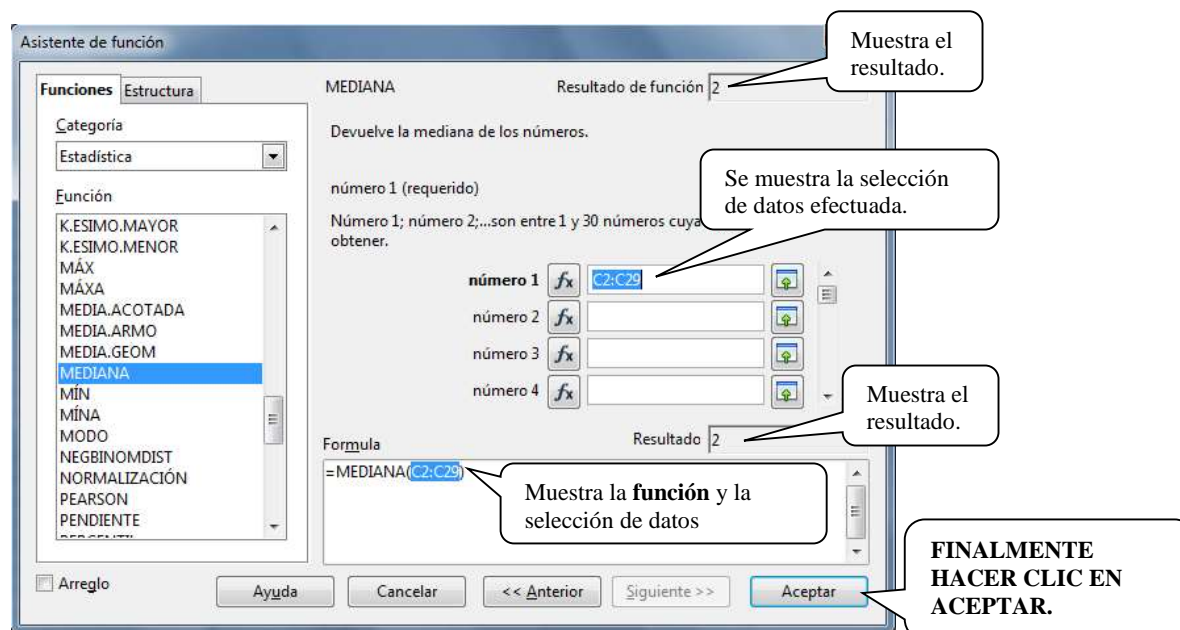 Asistente de función
Muestra el
resultado.
Funciones Estructura
MEDIANA
Resultado de función 2
Categoría
Estadística
Devuelve la mediana de los números.
Se muestra la selección
de datos efectuada.
Función
número 1 (requerido)
Número 1; número 2;...son entre 1 y 30 números cuya
obtener.
K.ESIMO.MAYOR
K.ESIMO.MENOR
MÁX
MÁXA
MEDIA.ACOTADA
MEDIA.ARMO
MEDIA.GEOM
MEDIANA
MÍN
MÍNA
MODO
NEGBINOMDIST
NORMALIZACIÓN
PEARSON
PENDIENTE
número 1 fx C2:C29
número 2 fx
número 3 fx
número 4 fx
Muestra el
resultado.
Resultado 2
Formula
=MEDIANA(C2:C29)
Muestra la función y la
selección de datos
Arreglo
Ayuda
Cancelar
<< Anterior
Siguiente >>
Aceptar
FINALMENTE
HACER CLIC EN
ACEPTAR.